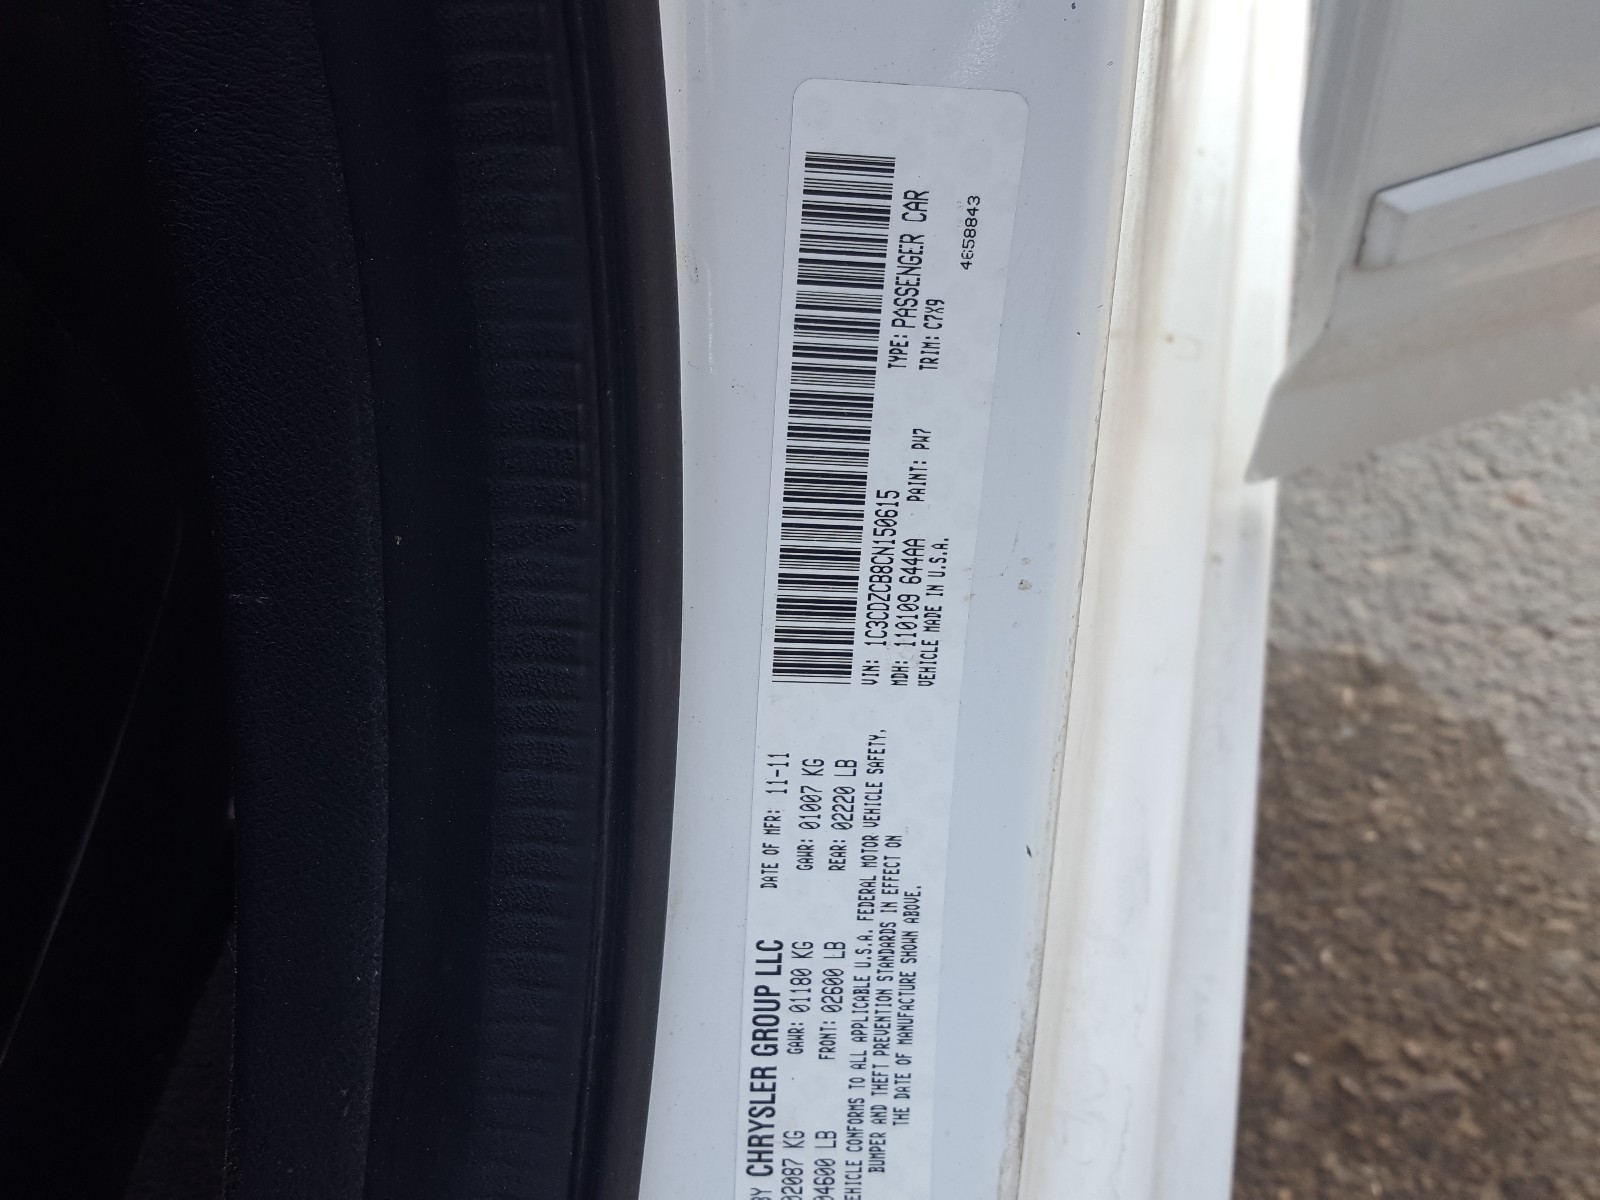 BY CHRYSLER GROUP LLC DATE OF MFR: 11-11
02087 KG GAWR: 01180 KG GAWR: 01007 KG
04600 LB FRONT: 02600 LB REAR: 02220 LB
EHICLE CONFORMS TO ALL APPLICABLE U.S.A. FEDERAL MOTOR VEHICLE SAFETY,
BUMPER AND THEFT PREVENTION STANDARDS IN EFFECT ON
THE DATE OF MANUFACTURE SHOWN ABOVE.
VIN: 1C3CDZCB8CN150615 TYPE: PASSENGER CAR
MDH: 110109 644AA PAINT: PW7 TRIM: C7X9
VEHICLE MADE IN U.S.A.
4658843